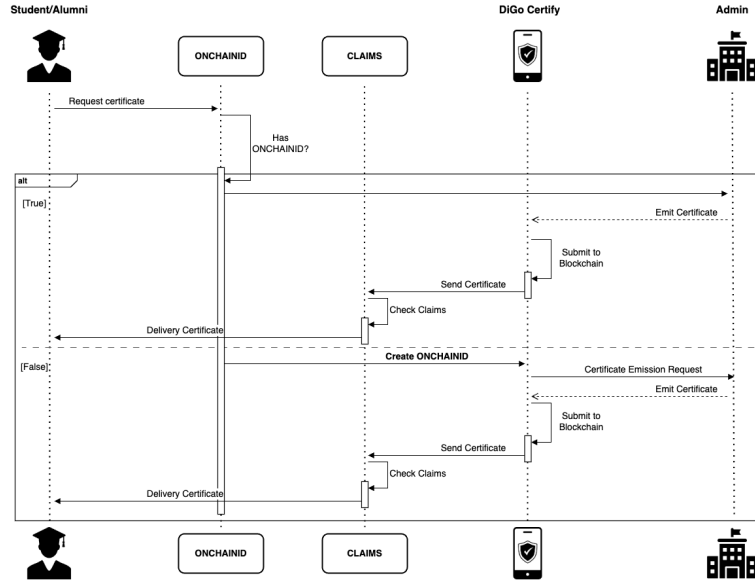 Student/Alumni
DiGo Certify
Admin
ONCHAINID
CLAIMS
Request certificate
Has
ONCHAINID?
alt
[True]
Emit Certificate
Submit to
Blockchain
Send Certificate
Check Claims
Delivery Certificate
[False]
Create ONCHAINID
Certificate Emission Request
Emit Certificate
Submit to
Blockchain
Send Certificate
Check Claims
Delivery Certificate
ONCHAINID
CLAIMS